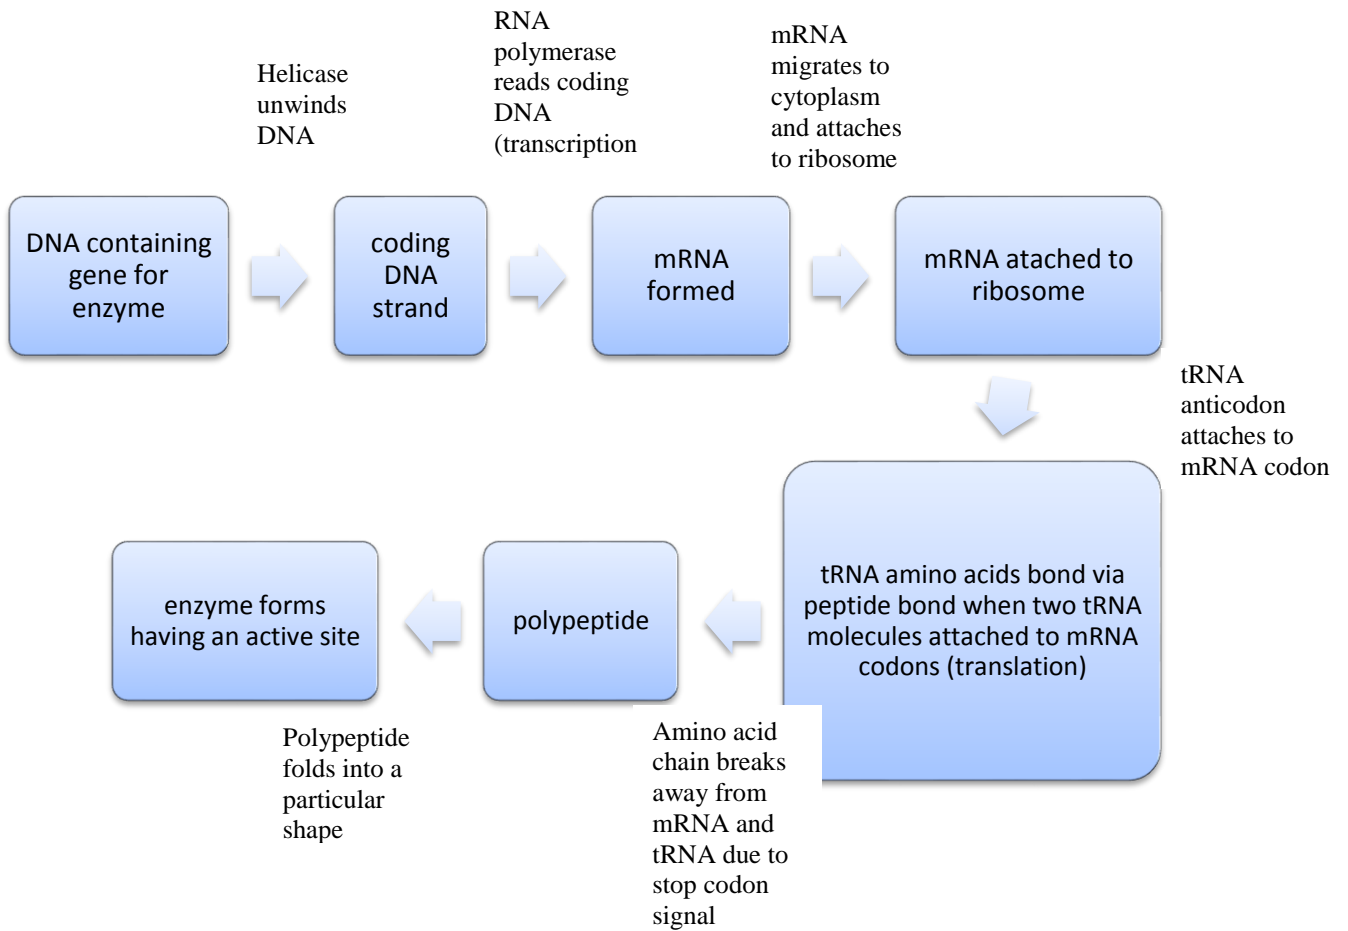 Helicase
unwinds
DNA
RNA
polymerase
reads coding
DNA
(transcription
mRNA
migrates to
cytoplasm
and attaches
to ribosome
DNA containing
gene for
enzyme
coding
DNA
strand
mRNA
formed
mRNA atached to
ribosome
tRNA
anticodon
attaches to
mRNA codon
tRNA amino acids bond via
peptide bond when two tRNA
molecules attached to mRNA
codons (translation)
Amino acid
chain breaks
away from
mRNA and
tRNA due to
stop codon
signal
polypeptide
Polypeptide
folds into a
particular
shape
enzyme forms
having an active site